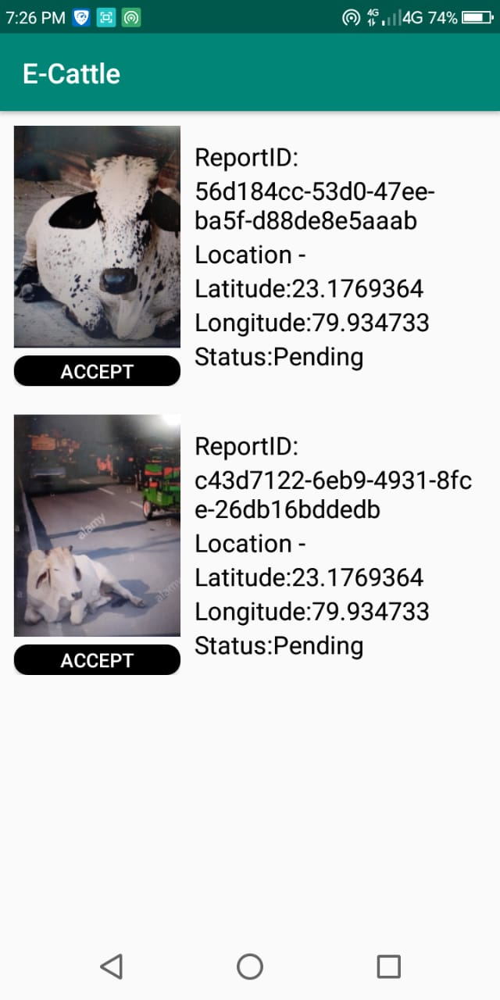 7:26 PM 4G 4G 74%
E-Cattle
ReportID:
56d184cc-53d0-47ee-
ba5f-d88de8e5aaab
Location -
Latitude:23.1769364
Longitude:79.934733
Status:Pending
ACCEPT
ReportID:
c43d7122-6eb9-4931-8fc
e-26db16bddedb
Location -
Latitude:23.1769364
Longitude:79.934733
Status:Pending
alamy
alamy
a
a
a
a
a
ACCEPT